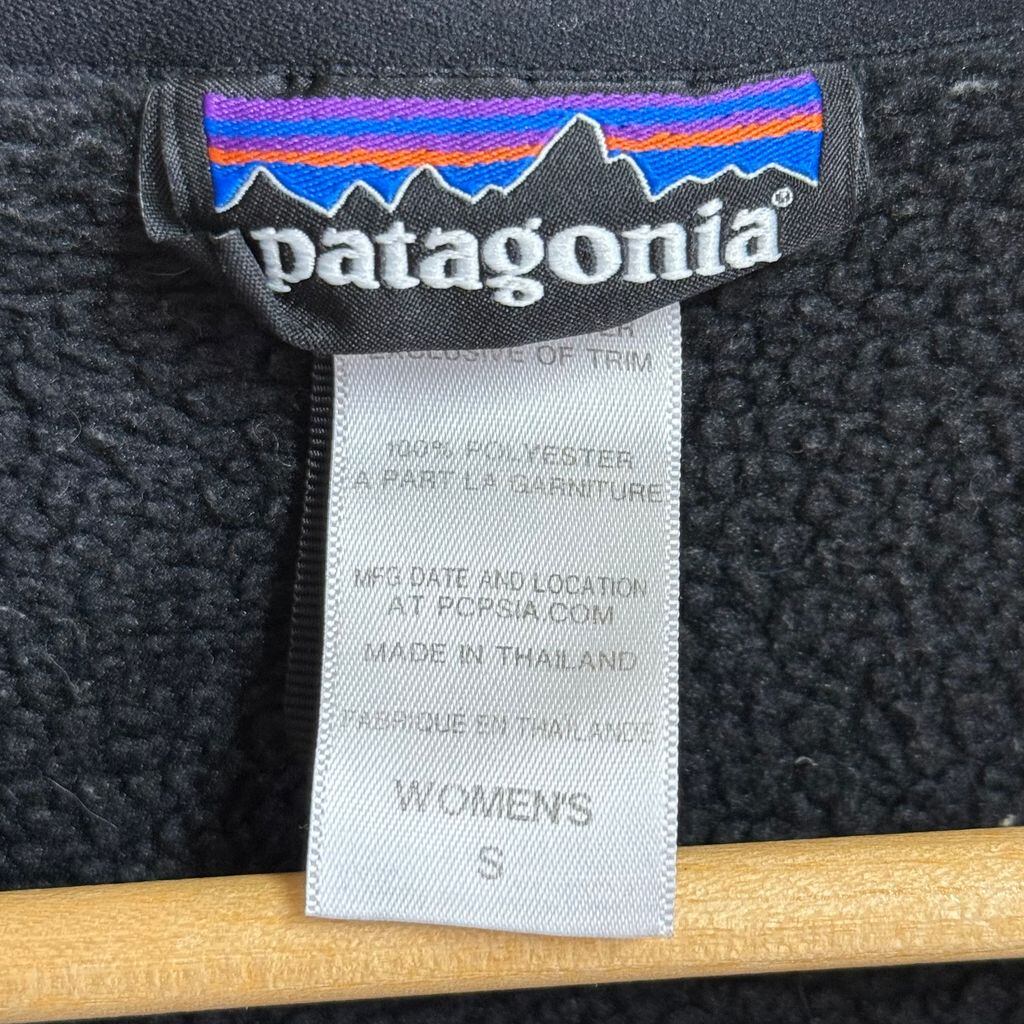 patagonia®
EXCLUSIVE OF TRIM
100% POLYESTER
A PART LA GARNITURE
MFG DATE AND LOCATION
AT PCPSIA.COM
MADE IN THAILAND
FABRIQUE EN THAILANDE
WOMEN'S
S